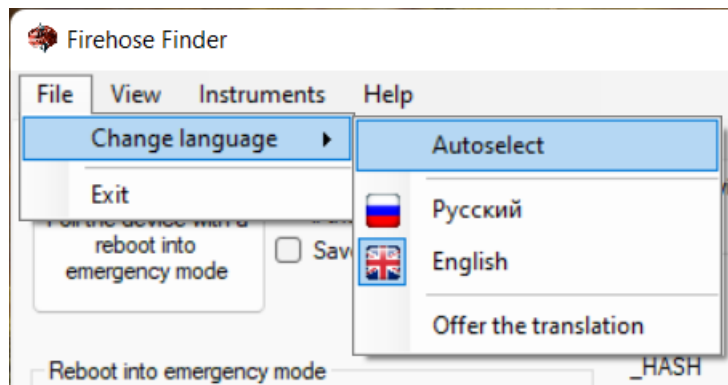 Firehose Finder
File View Instruments Help
Change language
Autoselect
Exit
Русский
English
Offer the translation
reboot into
emergency mode
Reboot into emergency mode
_HASH